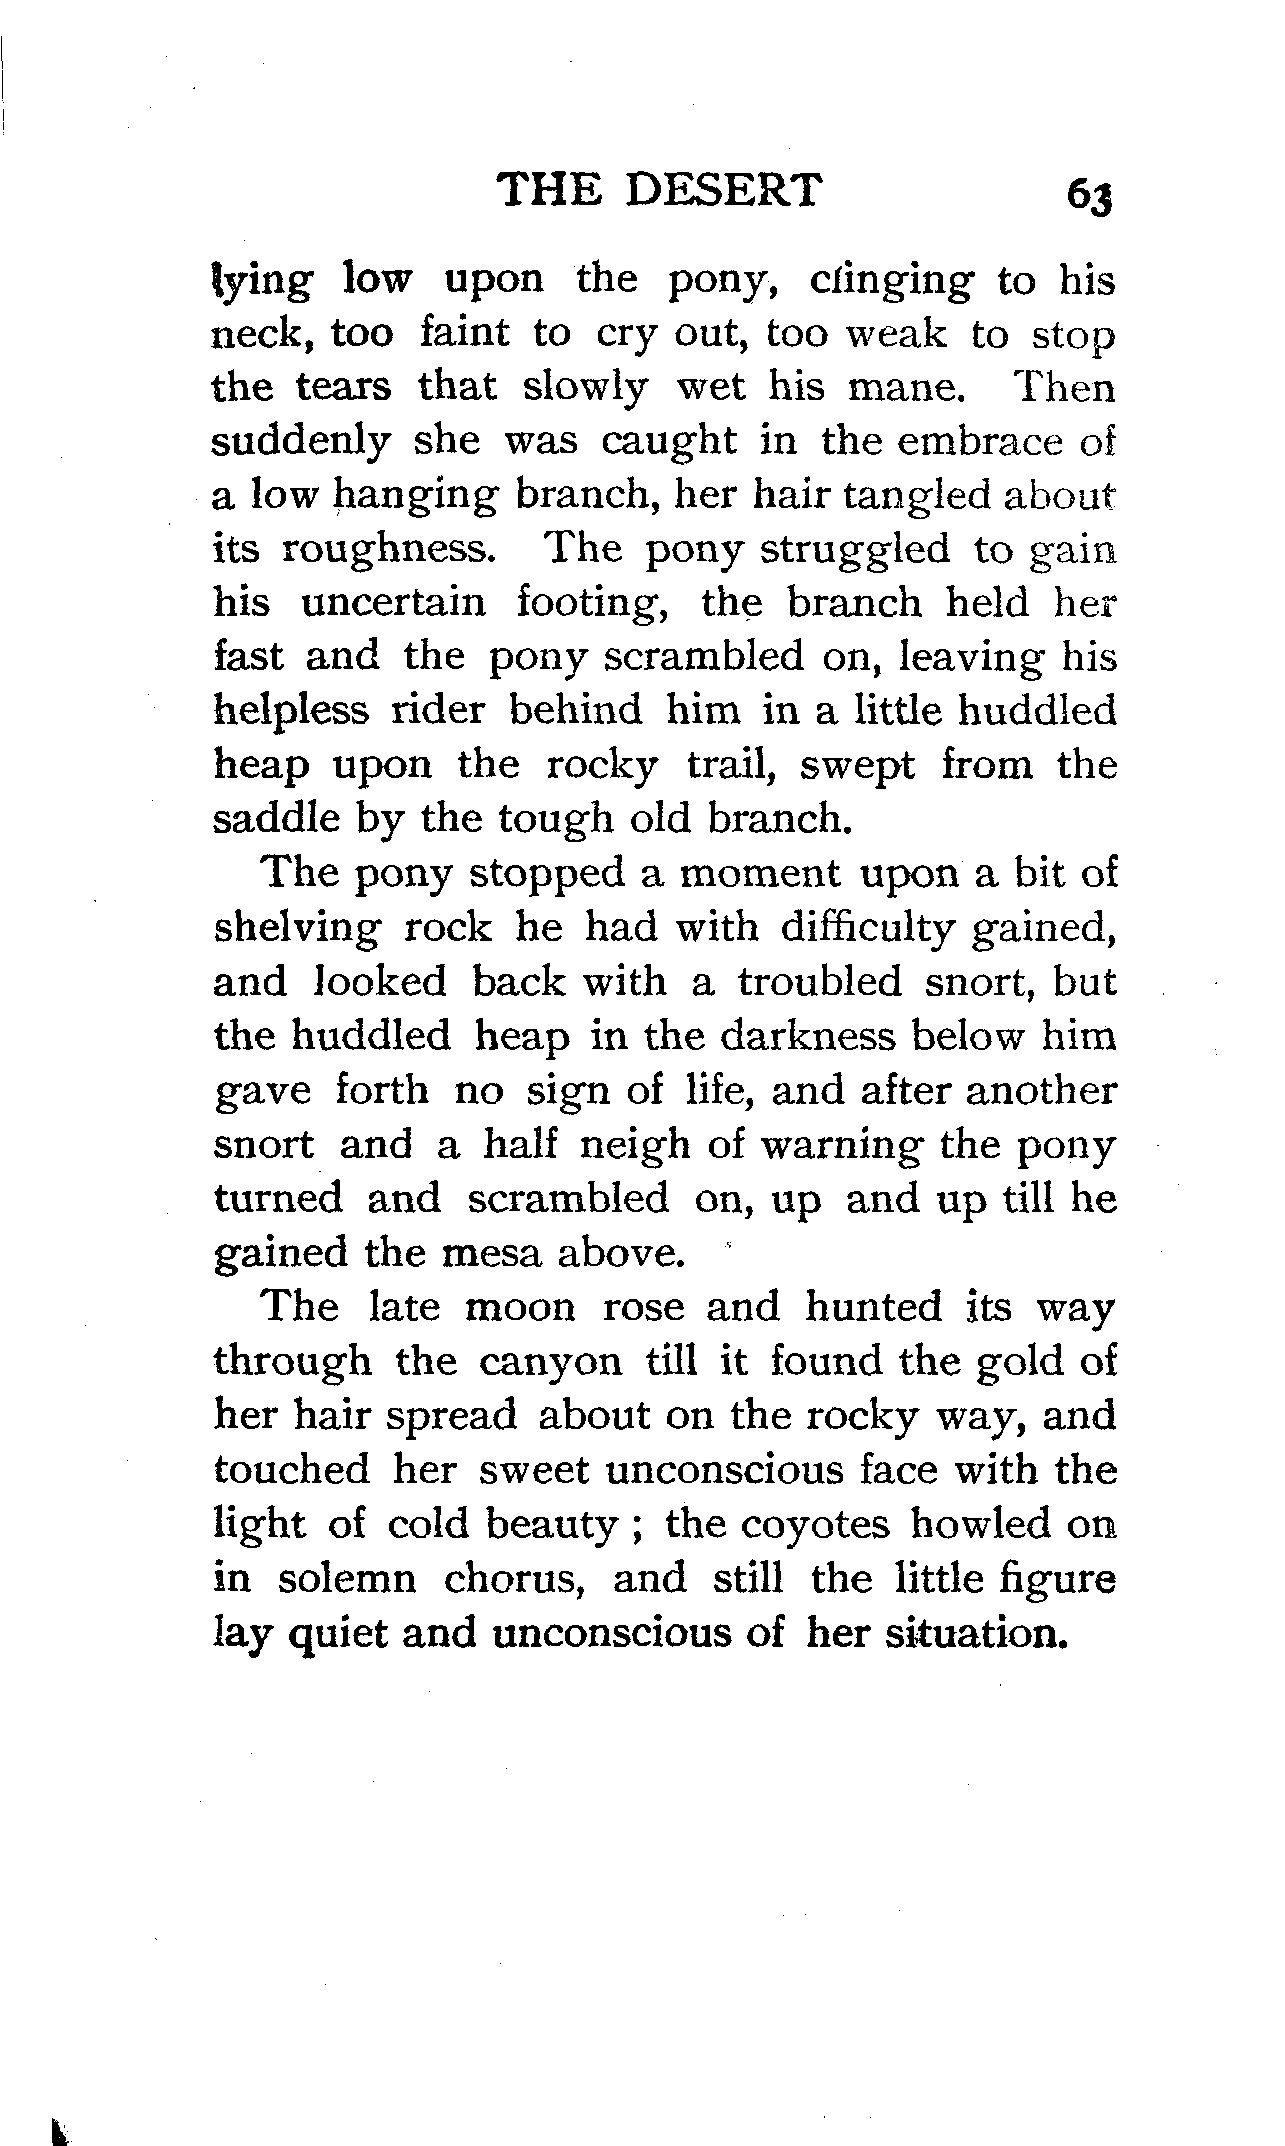 THE DESERT 63
lying low upon the pony, clinging to his
neck, too faint to cry out, too weak to stop
the tears that slowly wet his mane. Then
suddenly she was caught in the embrace of
a low hanging branch, her hair tangled about
its roughness. The pony struggled to gain
his uncertain footing, the branch held her
fast and the pony scrambled on, leaving his
helpless rider behind him in a little huddled
heap upon the rocky trail, swept from the
saddle by the tough old branch.
The pony stopped a moment upon a bit of
shelving rock he had with difficulty gained,
and looked back with a troubled snort, but
the huddled heap in the darkness below him
gave forth no sign of life, and after another
snort and a half neigh of warning the pony
turned and scrambled on, up and up till he
gained the mesa above.
The late moon rose and hunted its way
through the canyon till it found the gold of
her hair spread about on the rocky way, and
touched her sweet unconscious face with the
light of cold beauty ; the coyotes howled on
in solemn chorus, and still the little figure
lay quiet and unconscious of her situation.